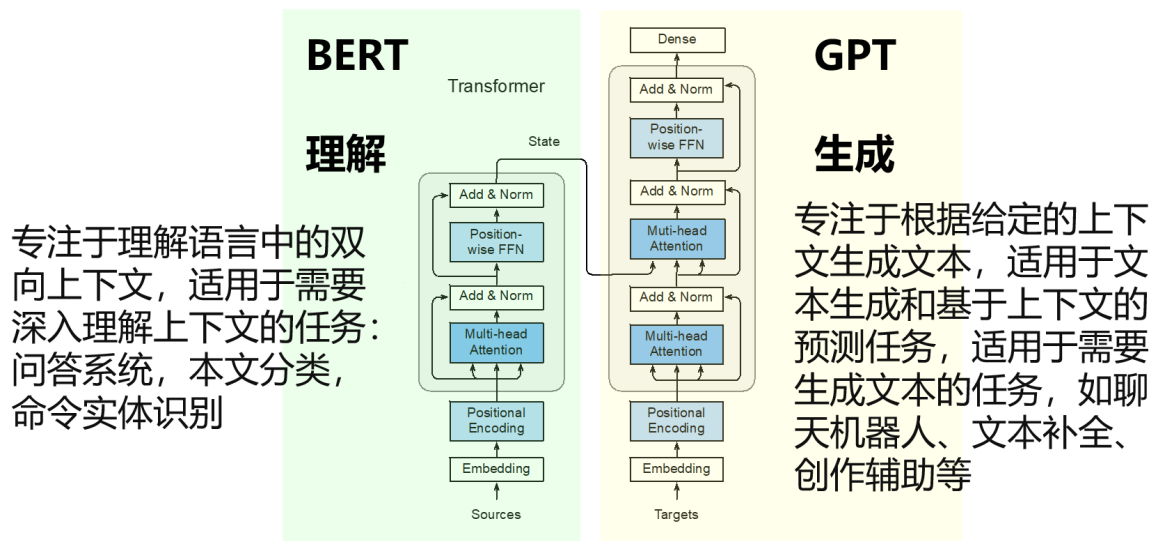 BERT
理解
专注于理解语言中的双
向上下文，适用于需要
深入理解上下文的任务：
问答系统，本文分类，
命令实体识别
Transformer
State
Add & Norm
Position-
wise FFN
Add & Norm
Multi-head
Attention
Positional
Encoding
Embedding
Sources
Dense
Add & Norm
Position-
wise FFN
Add & Norm
Muti-head
Attention
Add & Norm
Multi-head
Attention
Positional
Encoding
Embedding
Targets
GPT
生成
专注于根据给定的上下
文生成文本，适用于文
本生成和基于上下文的
预测任务，适用于需要
生成文本的任务，如聊
天机器人、文本补全、
创作辅助等